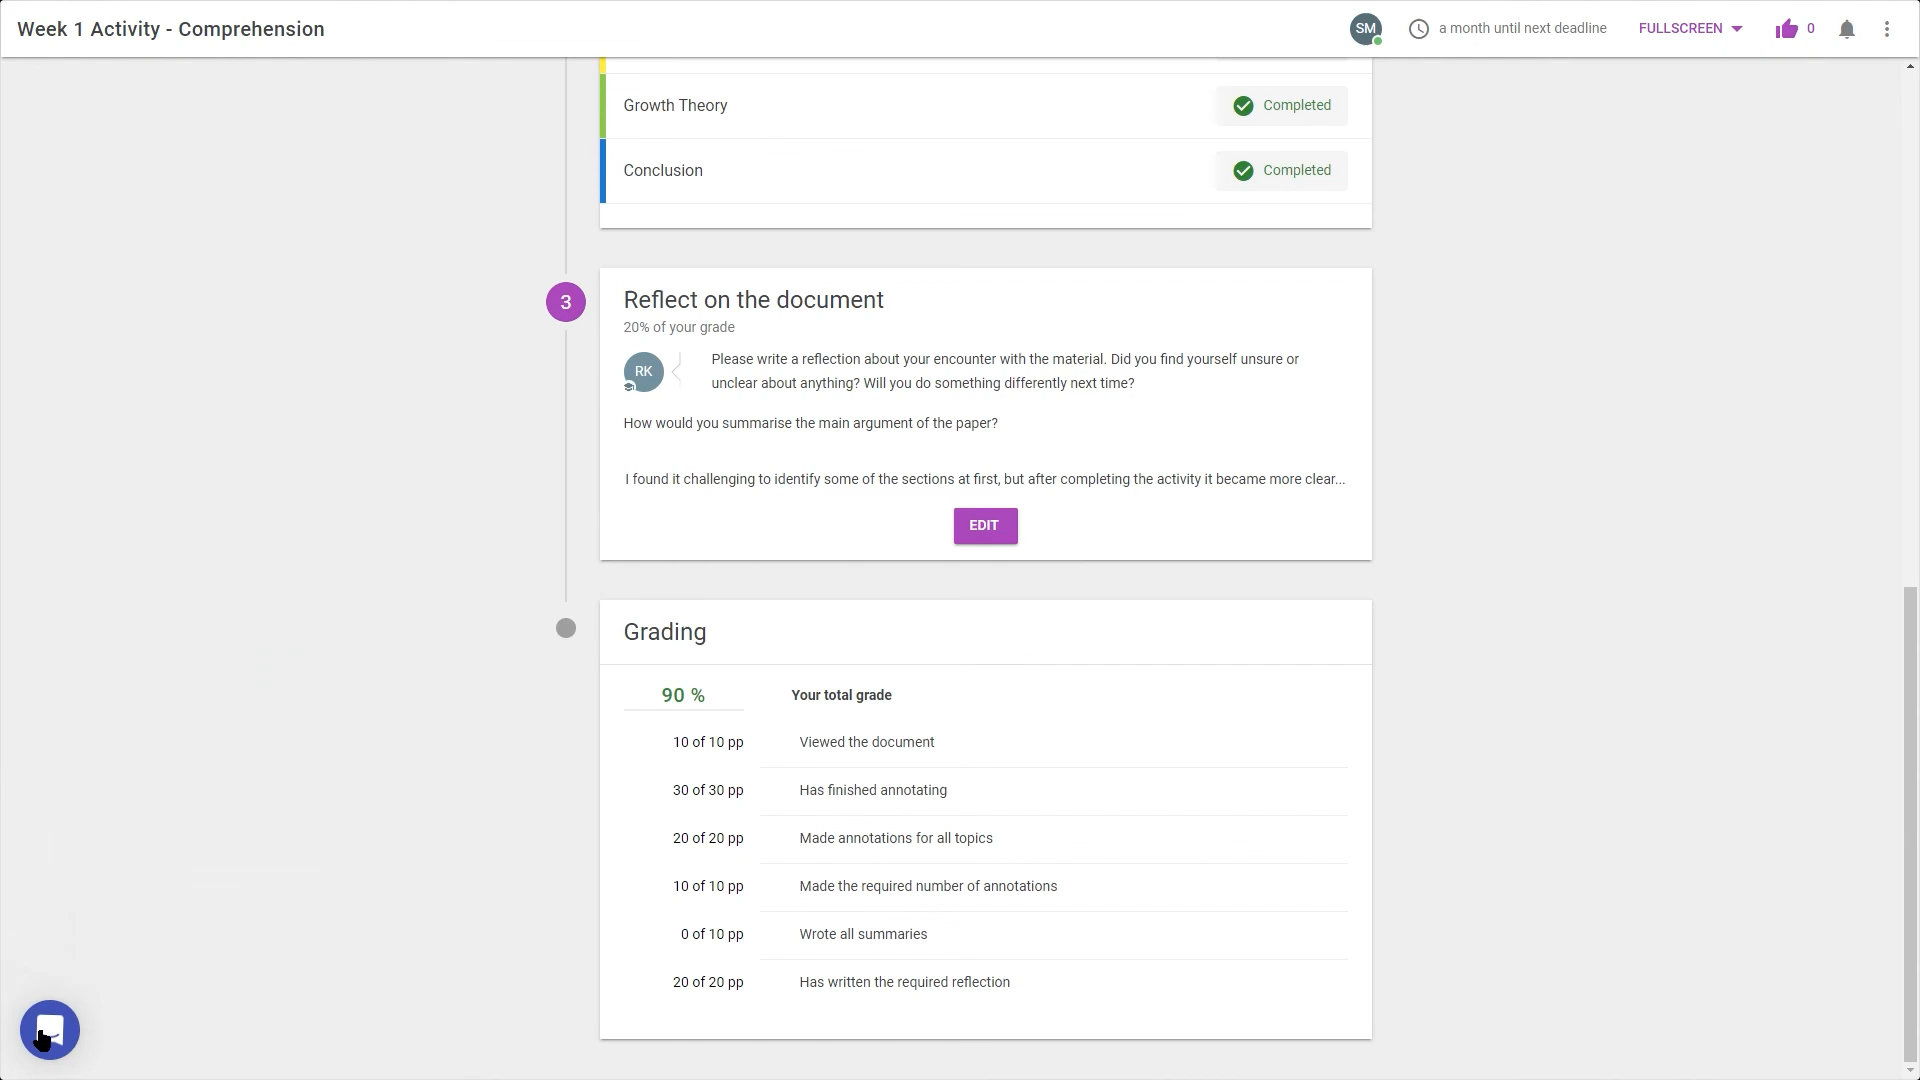 Week 1 Activity - Comprehension
SM
a month until next deadline
FULLSCREEN
0
Growth Theory
Completed
Conclusion
Completed
3
Reflect on the document
20% of your grade
RK
Please write a reflection about your encounter with the material. Did you find yourself unsure or
unclear about anything? Will you do something differently next time?
How would you summarise the main argument of the paper?
I found it challenging to identify some of the sections at first, but after completing the activity it became more clear...
EDIT
Grading
90 % Your total grade
10 of 10 pp Viewed the document
30 of 30 pp Has finished annotating
20 of 20 pp Made annotations for all topics
10 of 10 pp Made the required number of annotations
0 of 10 pp Wrote all summaries
20 of 20 pp Has written the required reflection